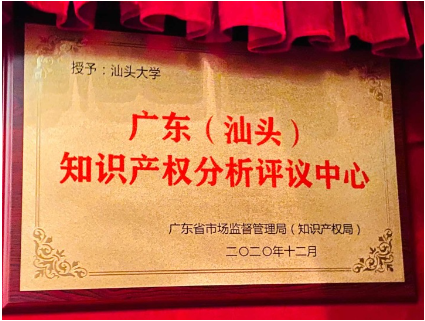 授予：汕头大学
广东（汕头）
知识产权分析评议中心
广东省市场监督管理局（知识产权局）
二〇二〇年十二月